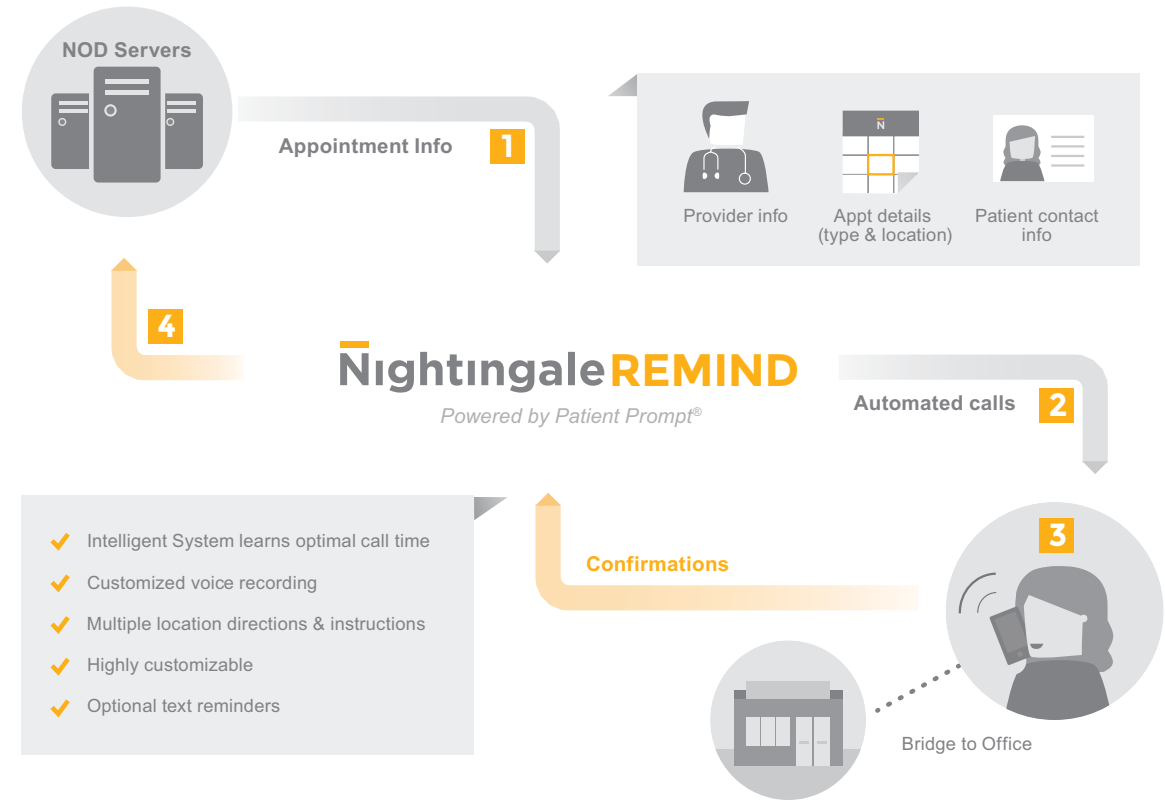 NOD Servers
Appointment Info
1
N
Provider info
Appt details
(type & location)
Patient contact
info
4
NightingaleREMIND
Powered by Patient Prompt®
Automated calls
2
Intelligent System learns optimal call time
Customized voice recording
Multiple location directions & instructions
Highly customizable
Optional text reminders
Confirmations
3
Bridge to Office